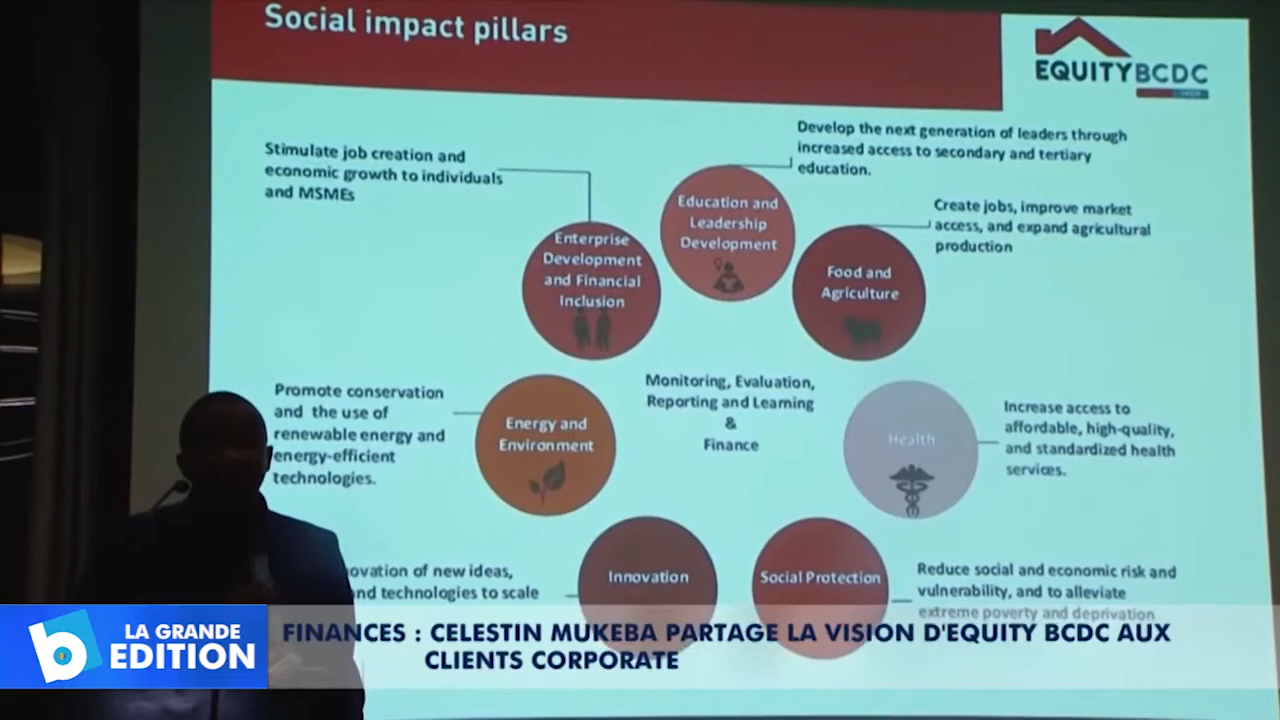 Social impact pillars
EQUITYBCDC
Stimulate job creation and
economic growth to individuals
and MSMEs
Develop the next generation of leaders through
increased access to secondary and tertiary
education.
Create jobs, improve market
access, and expand agricultural
production
Education and
Leadership
Development
Enterprise
Development
and Financial
Inclusion
Food and
Agriculture
Promote conservation
and the use of
renewable energy and
energy-efficient
technologies.
Energy and
Environment
Monitoring, Evaluation,
Reporting and Learning
&
Finance
Health
Increase access to
affordable, high-quality,
and standardized health
services.
of new ideas,
technologies to scale
Innovation
Social Protection
Reduce social and economic risk and
vulnerability, and to alleviate
extreme poverty and deprivation
b LA GRANDE
EDITION
FINANCES : CELESTIN MUKEBA PARTAGE LA VISION D'EQUITY BCDC AUX
CLIENTS CORPORATE